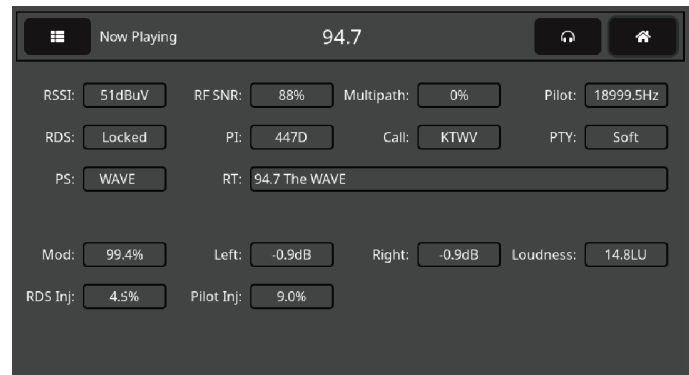 Now Playing 94.7
RSSI: 51dBuV RF SNR: 88% Multipath: 0% Pilot: 18999.5Hz
RDS: Locked PI: 447D Call: KTWV PTY: Soft
PS: WAVE RT: 94.7 The WAVE
Mod: 99.4% Left: -0.9dB Right: -0.9dB Loudness: 14.8LU
RDS Inj: 4.5% Pilot Inj: 9.0%